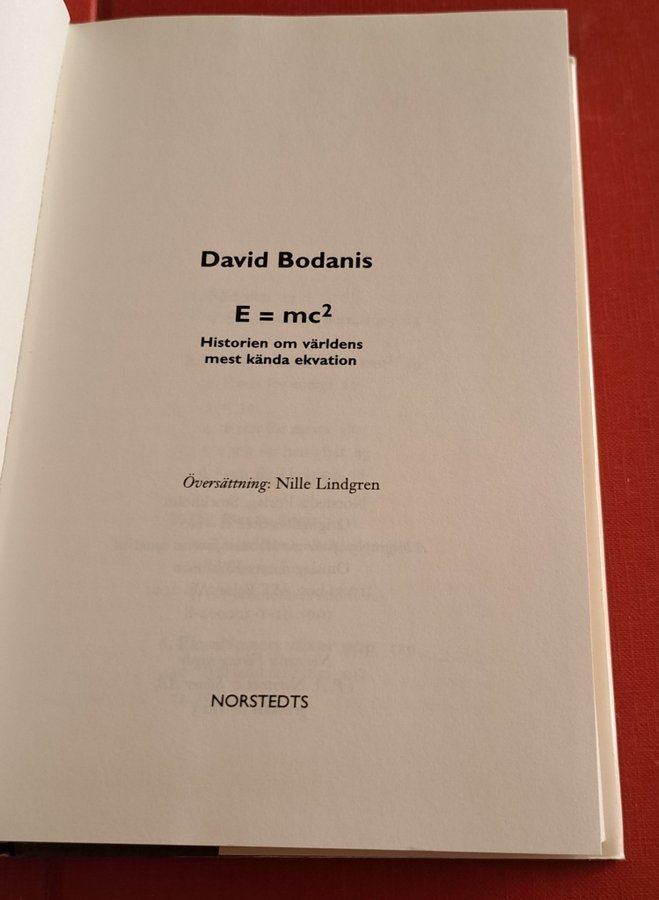 David Bodanis
E = mc²
Historien om världens
mest kända ekvation
Översättning: Nille Lindgren
NORSTEDTS